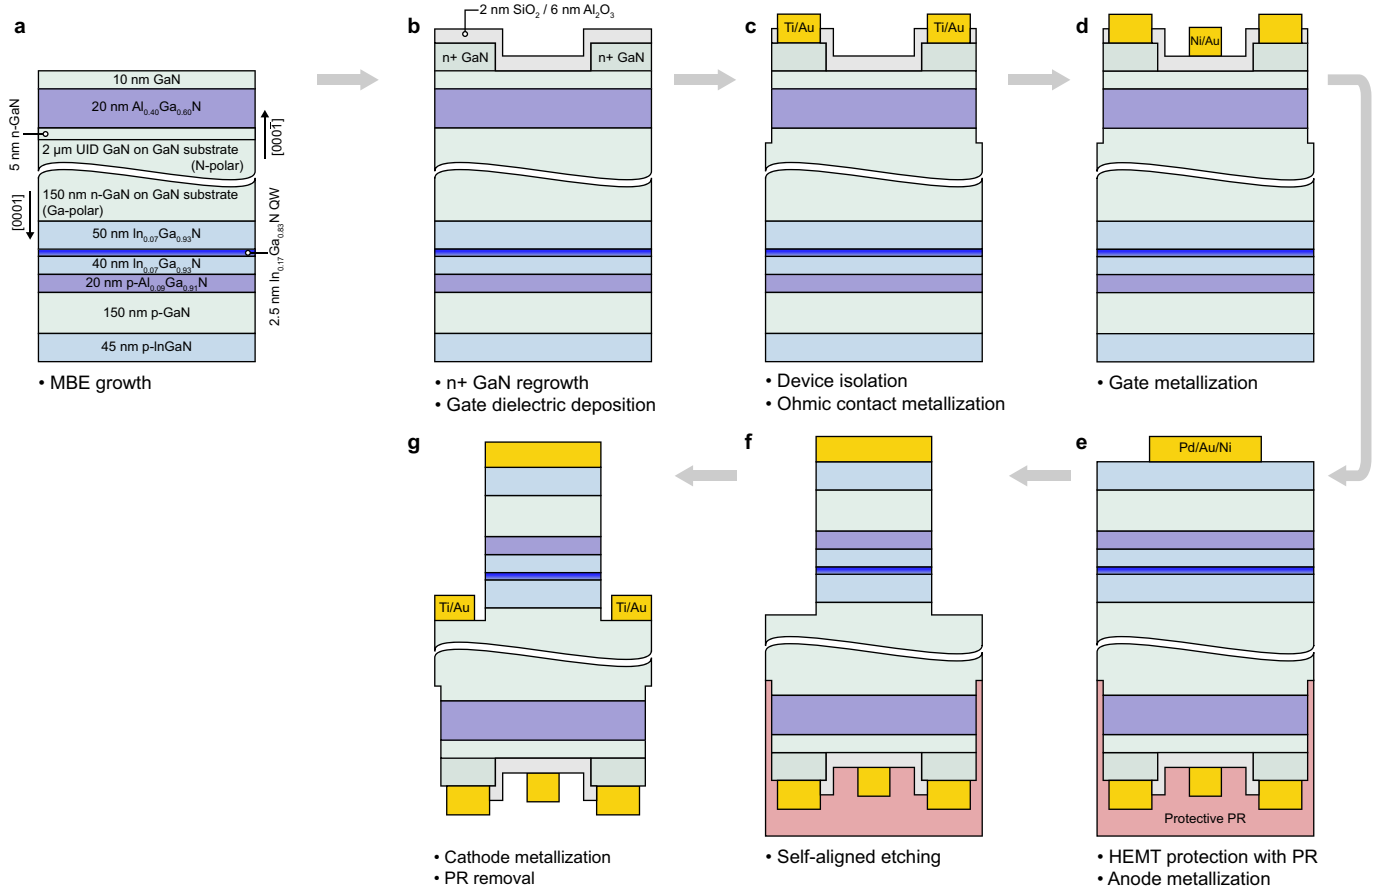 a
10 nm GaN
20 nm Al0.40Ga0.60N
5 nm n-GaN
[0001̄]
2 µm UID GaN on GaN substrate
(N-polar)
[0001]
150 nm n-GaN on GaN substrate
(Ga-polar)
50 nm In0.07Ga0.93N
2.5 nm In0.17Ga0.83N QW
40 nm In0.07Ga0.93N
20 nm p-Al0.09Ga0.91N
150 nm p-GaN
45 nm p-InGaN
• MBE growth
b
2 nm SiO2 / 6 nm Al2O3
n+ GaN
n+ GaN
• n+ GaN regrowth
• Gate dielectric deposition
c
Ti/Au
Ti/Au
• Device isolation
• Ohmic contact metallization
d
Ni/Au
• Gate metallization
e
Pd/Au/Ni
Protective PR
• HEMT protection with PR
• Anode metallization
f
• Self-aligned etching
g
Ti/Au
Ti/Au
• Cathode metallization
• PR removal